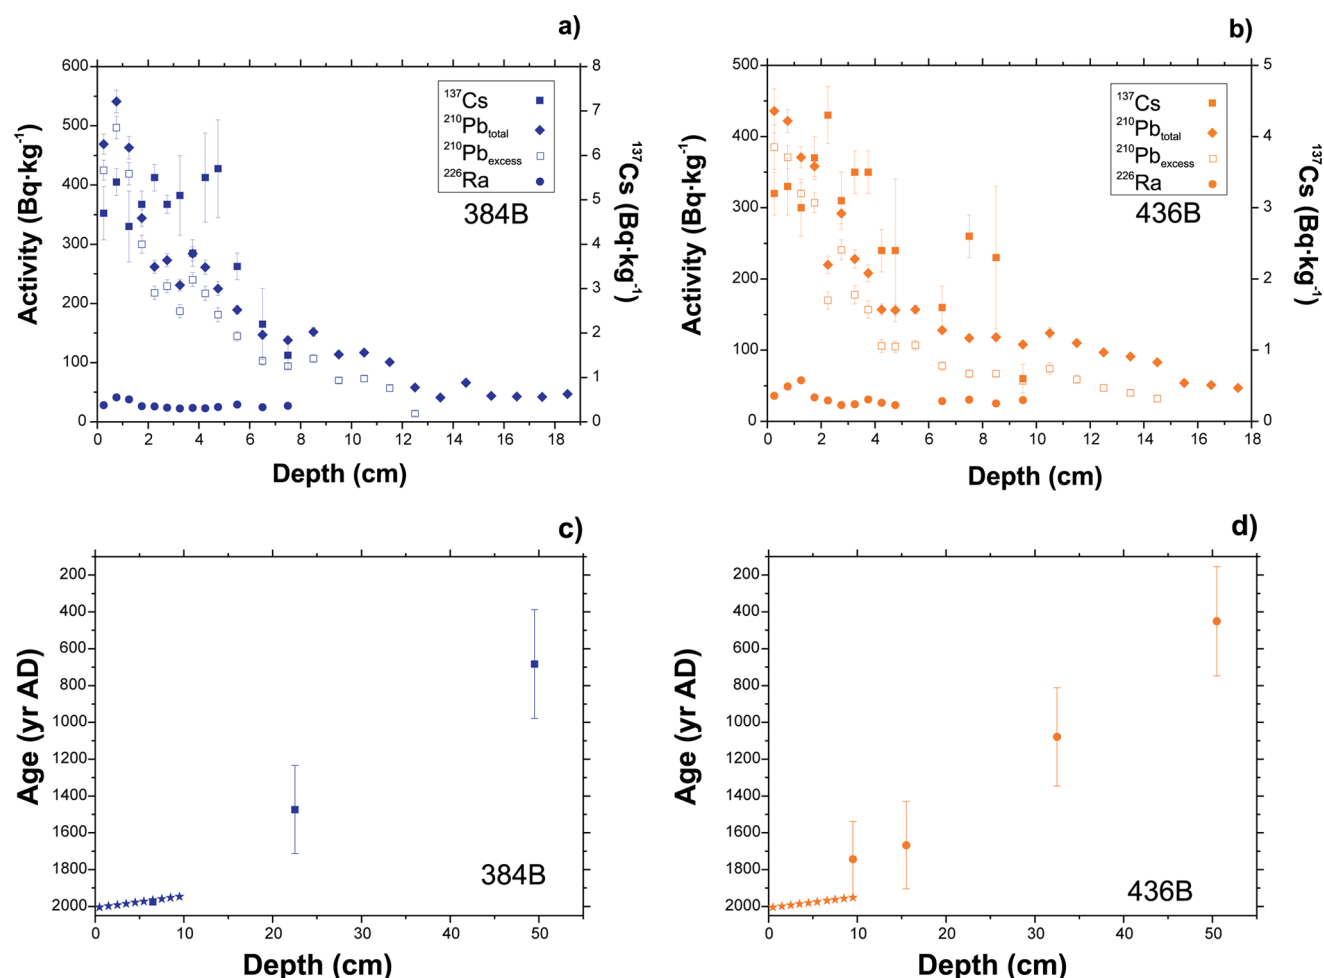 a)
600
500
400
300
200
100
0
Activity (Bq·kg⁻¹)
8
7
6
5
4
3
2
1
0
¹³⁷Cs (Bq·kg⁻¹)
¹³⁷Cs
²¹⁰Pb_total
²¹⁰Pb_excess
²²⁶Ra
384B
0 2 4 6 8 10 12 14 16 18
Depth (cm)
b)
500
400
300
200
100
0
Activity (Bq·kg⁻¹)
5
4
3
2
1
0
¹³⁷Cs (Bq·kg⁻¹)
¹³⁷Cs
²¹⁰Pb_total
²¹⁰Pb_excess
²²⁶Ra
436B
0 2 4 6 8 10 12 14 16 18
Depth (cm)
c)
200
400
600
800
1000
1200
1400
1600
1800
2000
Age (yr AD)
384B
0 10 20 30 40 50
Depth (cm)
d)
200
400
600
800
1000
1200
1400
1600
1800
2000
Age (yr AD)
436B
0 10 20 30 40 50
Depth (cm)